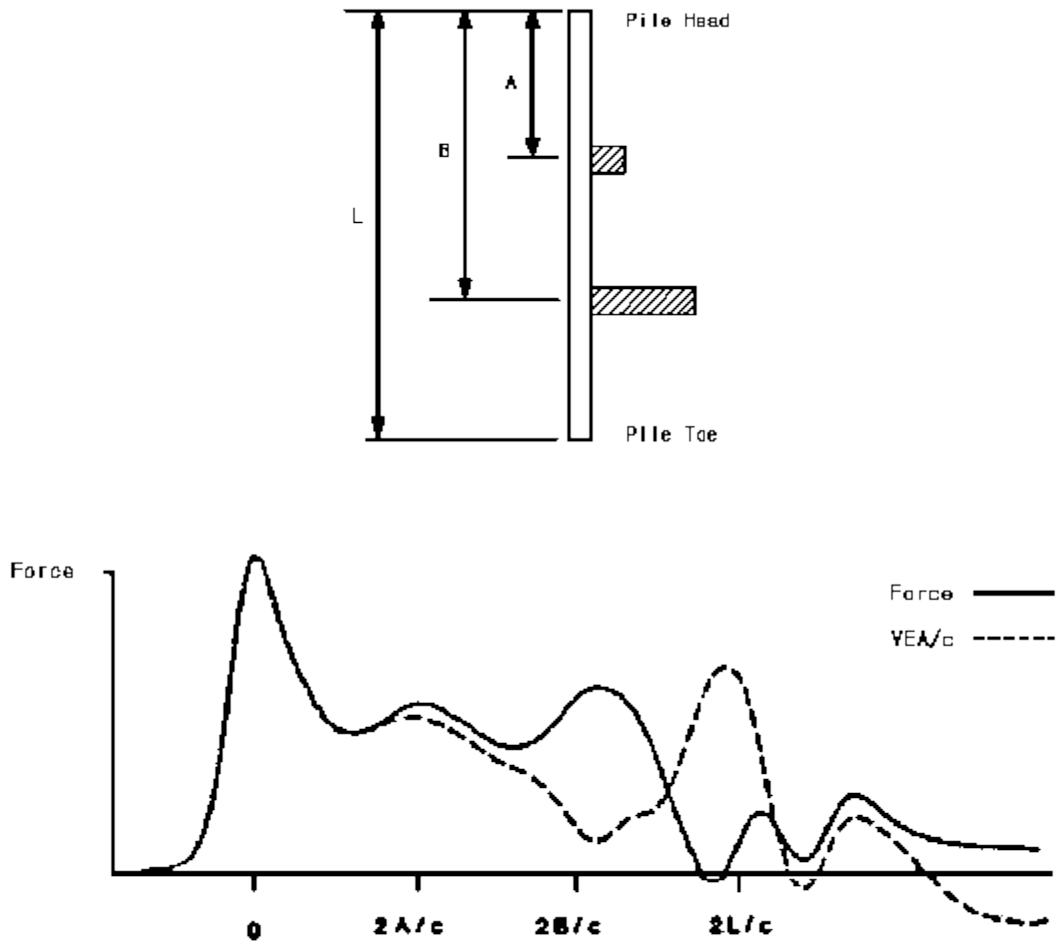 Pile Head
A
B
L
Pile Toe
Force
Force
VEA/c
0
2A/c
2B/c
2L/c